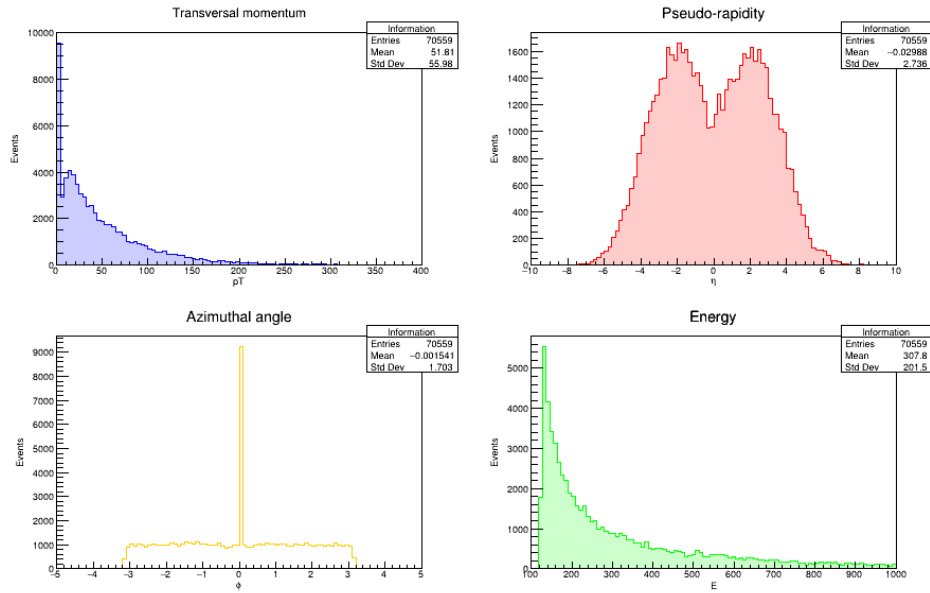 Transversal momentum
Information
Entries 70559
Mean 51.81
Std Dev 55.98
Events
10000
8000
6000
4000
2000
0
0 50 100 150 200 250 300 350 400
pT
Pseudo-rapidity
Information
Entries 70559
Mean −0.02988
Std Dev 2.736
Events
1600
1400
1200
1000
800
600
400
200
0
−10 −8 −6 −4 −2 0 2 4 6 8 10
η
Azimuthal angle
Information
Entries 70559
Mean −0.001541
Std Dev 1.703
Events
9000
8000
7000
6000
5000
4000
3000
2000
1000
0
−5 −4 −3 −2 −1 0 1 2 3 4 5
ϕ
Energy
Information
Entries 70559
Mean 307.8
Std Dev 201.5
Events
5000
4000
3000
2000
1000
0
100 200 300 400 500 600 700 800 900 1000
E